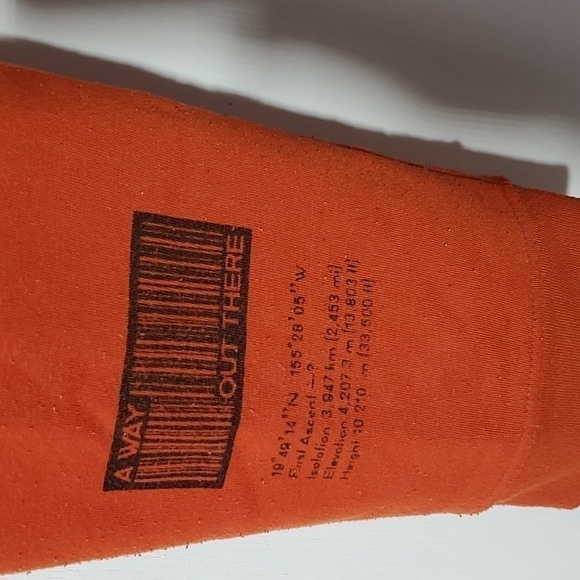 A WAY
OUT THERE
19°49'14"N 155°28'05"W
First Ascent - ?
Isolation 3,947 km (2,453 mi)
Elevation 4,207.3 m (13,803 ft)
Height 10,210 m (33,500 ft)